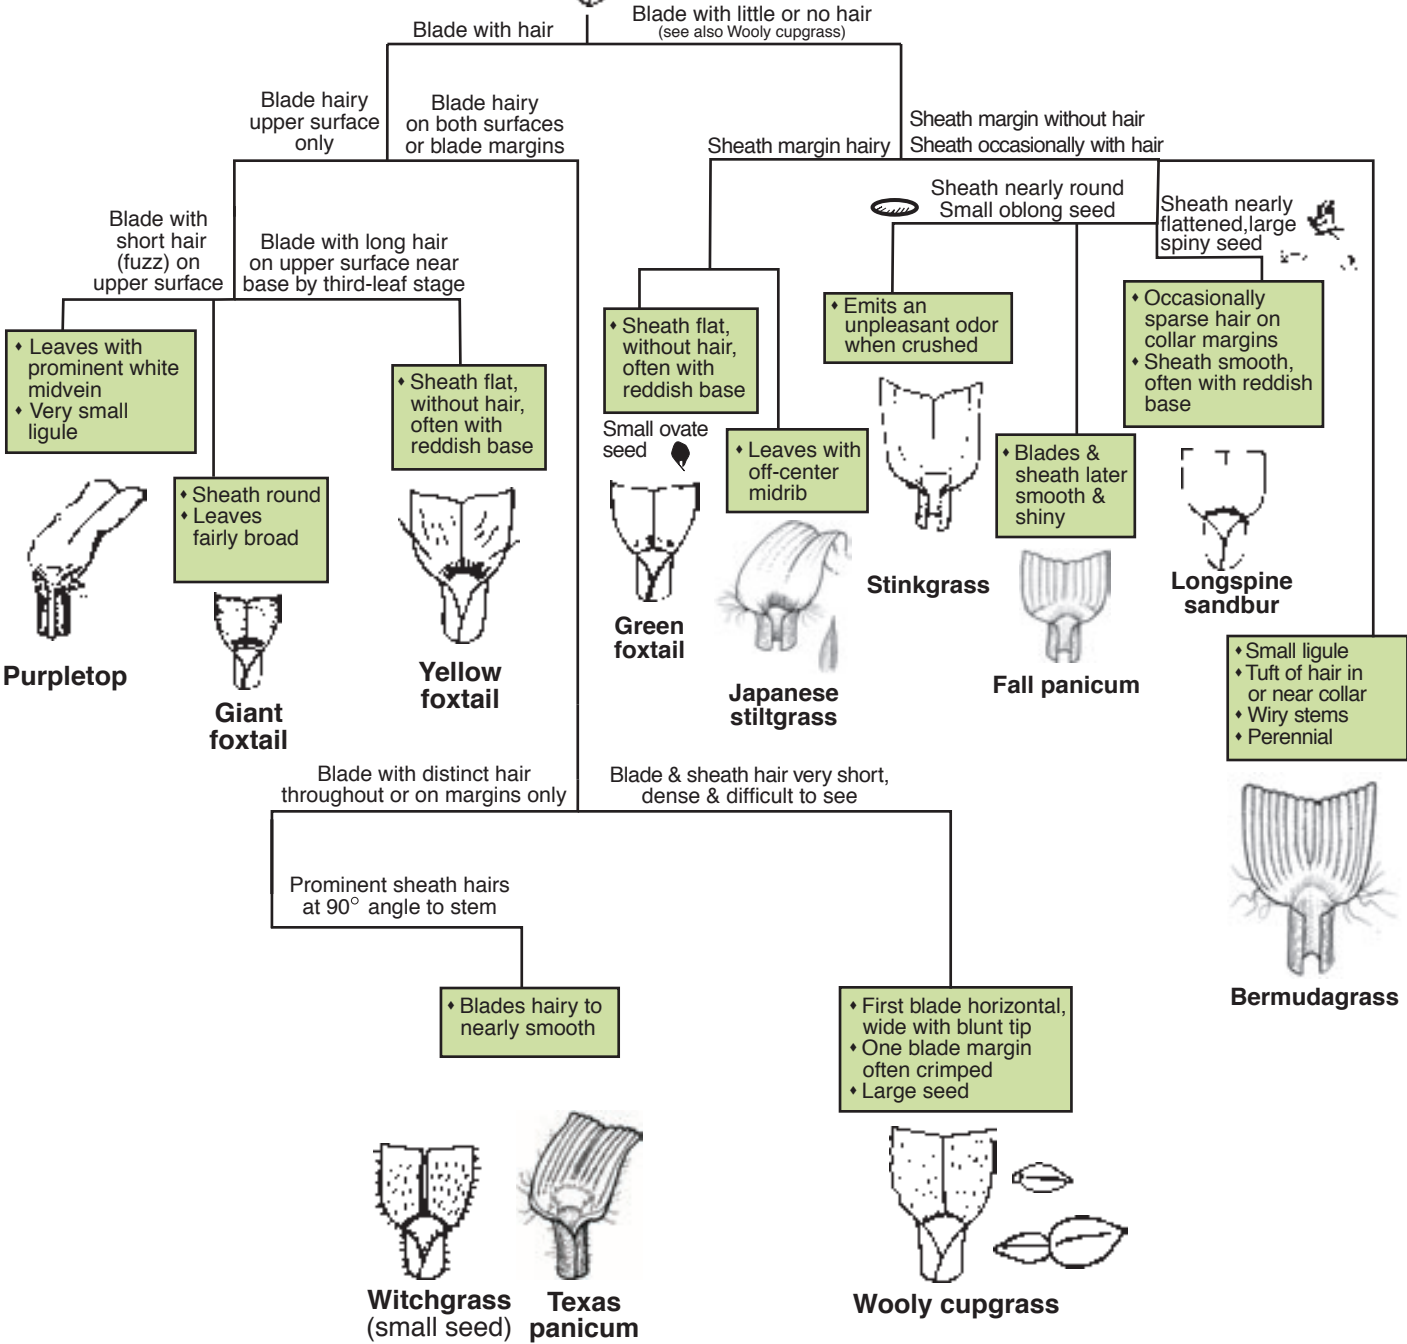 Blade with hair
Blade with little or no hair
(see also Wooly cupgrass)
Blade hairy
upper surface
only
Blade hairy
on both surfaces
or blade margins
Sheath margin hairy
Sheath margin without hair
Sheath occasionally with hair
Blade with
short hair
(fuzz) on
upper surface
Blade with long hair
on upper surface near
base by third-leaf stage
Sheath nearly round
Small oblong seed
Sheath nearly
flattened,large
spiny seed
♦ Leaves with
prominent white
midvein
♦ Very small
ligule
Purpletop
♦ Sheath round
♦ Leaves
fairly broad
Giant
foxtail
♦ Sheath flat,
without hair,
often with
reddish base
Yellow
foxtail
♦ Sheath flat,
without hair,
often with
reddish base
Small ovate
seed
Green
foxtail
♦ Leaves with
off-center
midrib
Japanese
stiltgrass
♦ Emits an
unpleasant odor
when crushed
Stinkgrass
♦ Blades &
sheath later
smooth &
shiny
Fall panicum
♦ Occasionally
sparse hair on
collar margins
♦ Sheath smooth,
often with reddish
base
Longspine
sandbur
♦ Small ligule
♦ Tuft of hair in
or near collar
♦ Wiry stems
♦ Perennial
Bermudagrass
Blade with distinct hair
throughout or on margins only
Blade & sheath hair very short,
dense & difficult to see
Prominent sheath hairs
at 90° angle to stem
♦ Blades hairy to
nearly smooth
Witchgrass
(small seed)
Texas
panicum
♦ First blade horizontal,
wide with blunt tip
♦ One blade margin
often crimped
♦ Large seed
Wooly cupgrass